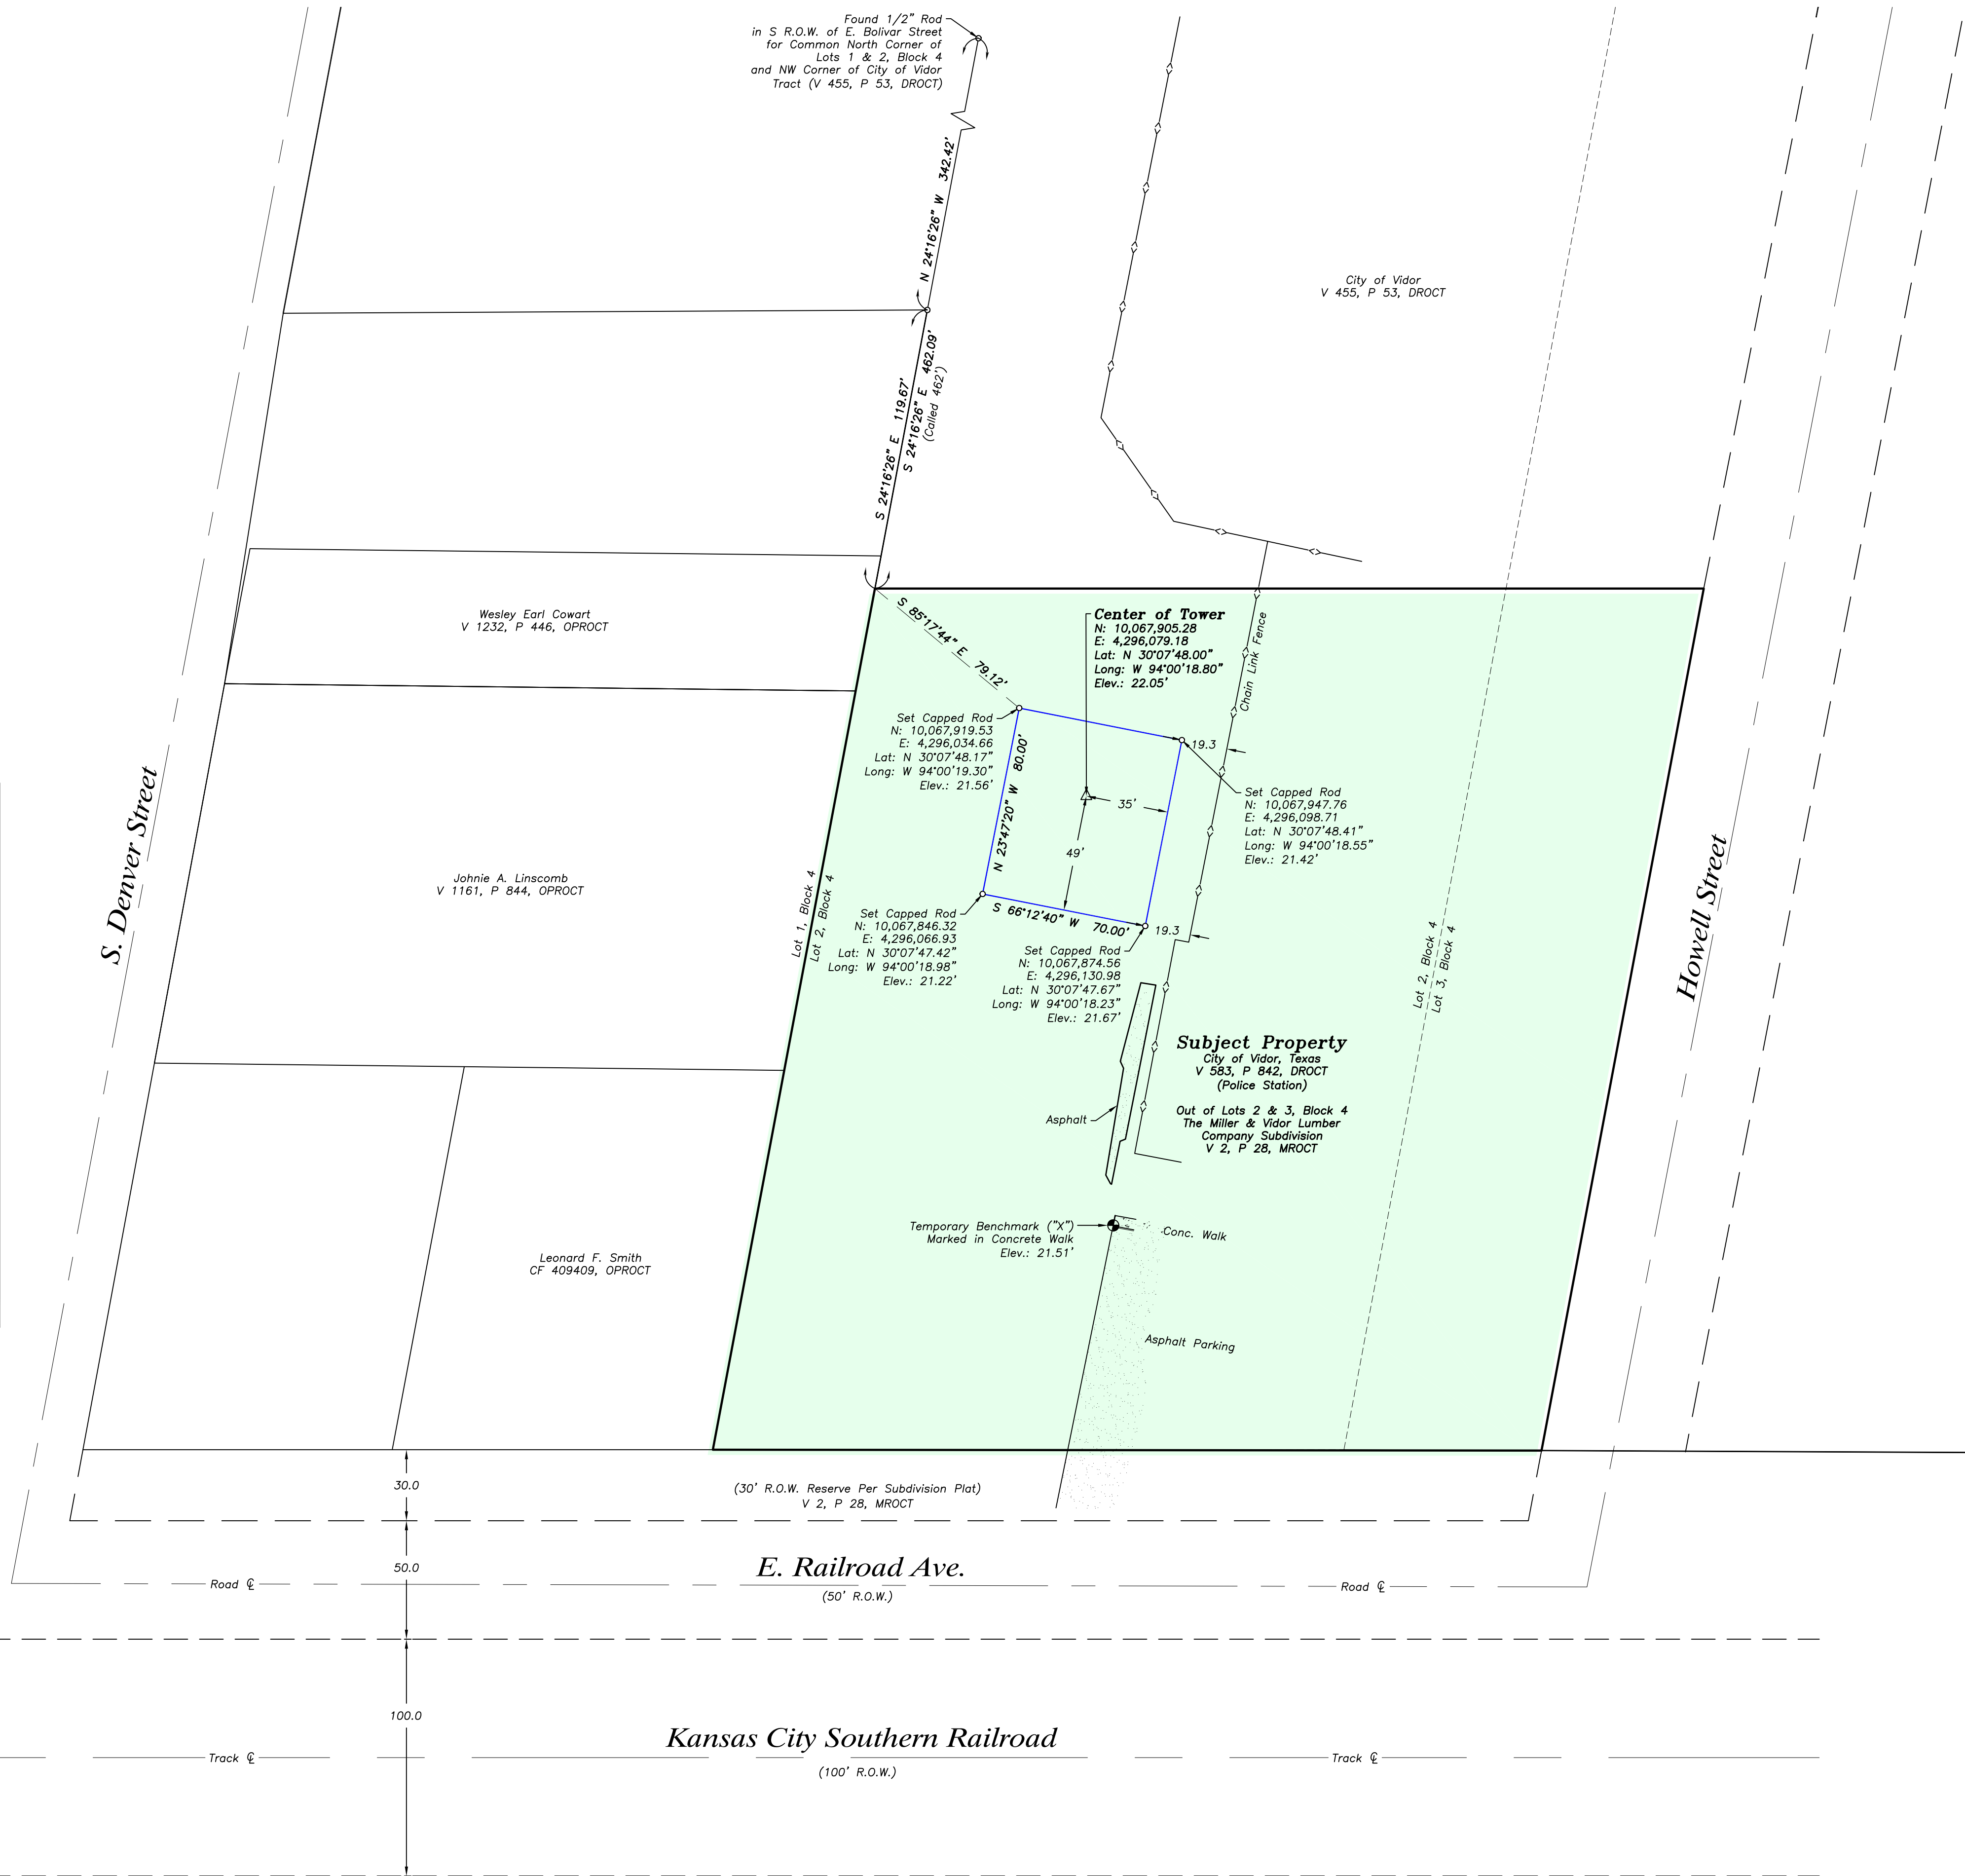 Found 1/2" Rod
in S R.O.W. of E. Bolivar Street
for Common North Corner of
Lots 1 & 2, Block 4
and NW Corner of City of Vidor
Tract (V 455, P 53, DROCT)
N 24°16'26" W 342.42'
City of Vidor
V 455, P 53, DROCT
S 24°16'26" E 119.67'
S 24°16'26" E 462.09'
(Called 462')
Wesley Earl Cowart
V 1232, P 446, OPROCT
S 85°17'44" E 79.12'
Center of Tower
N: 10,067,905.28
E: 4,296,079.18
Lat: N 30°07'48.00"
Long: W 94°00'18.80"
Elev.: 22.05'
Chain Link Fence
Set Capped Rod
N: 10,067,919.53
E: 4,296,034.66
Lat: N 30°07'48.17"
Long: W 94°00'19.30"
Elev.: 21.56'
N 23°47'20" W 80.00'
19.3
35'
49'
Set Capped Rod
N: 10,067,947.76
E: 4,296,098.71
Lat: N 30°07'48.41"
Long: W 94°00'18.55"
Elev.: 21.42'
S. Denver Street
Johnie A. Linscomb
V 1161, P 844, OPROCT
Lot 1, Block 4
Lot 2, Block 4
Set Capped Rod
N: 10,067,846.32
E: 4,296,066.93
Lat: N 30°07'47.42"
Long: W 94°00'18.98"
Elev.: 21.22'
S 66°12'40" W 70.00'
19.3
Set Capped Rod
N: 10,067,874.56
E: 4,296,130.98
Lat: N 30°07'47.67"
Long: W 94°00'18.23"
Elev.: 21.67'
Lot 2, Block 4
Lot 3, Block 4
Howell Street
Subject Property
City of Vidor, Texas
V 583, P 842, DROCT
(Police Station)
Out of Lots 2 & 3, Block 4
The Miller & Vidor Lumber
Company Subdivision
V 2, P 28, MROCT
Asphalt
Temporary Benchmark ("X")
Marked in Concrete Walk
Elev.: 21.51'
Conc. Walk
Leonard F. Smith
CF 409409, OPROCT
Asphalt Parking
30.0
(30' R.O.W. Reserve Per Subdivision Plat)
V 2, P 28, MROCT
50.0
E. Railroad Ave.
(50' R.O.W.)
Road ℄
Road ℄
100.0
Kansas City Southern Railroad
(100' R.O.W.)
Track ℄
Track ℄